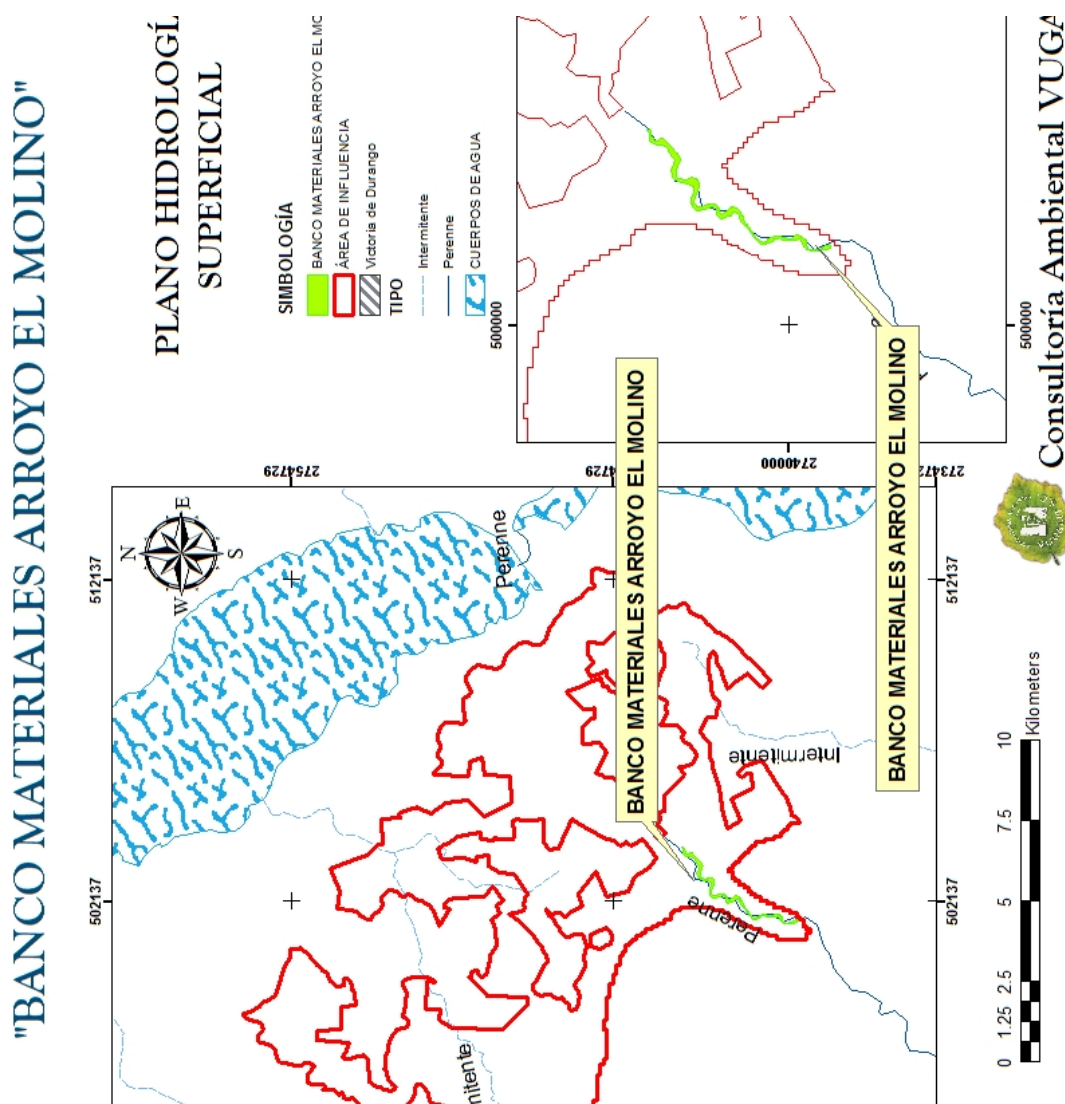 "BANCO MATERIALES ARROYO EL MOLINO"
PLANO HIDROLOGÍ
SUPERFICIAL
SIMBOLOGÍA
BANCO MATERIALES ARROYO EL MO
ÁREA DE INFLUENCIA
Victoria de Durango
TIPO
Intermitente
Perenne
CUERPOS DE AGUA
N
E
S
W
512137
502137
2754729
4729
27347
Perenne
Perenne
Intermitente
mitente
BANCO MATERIALES ARROYO EL MOLINO
500000
2740000
500000
BANCO MATERIALES ARROYO EL MOLINO
512137
502137
0 1.25 2.5 5 7.5 10
Kilometers
Consultoría Ambiental VUGA